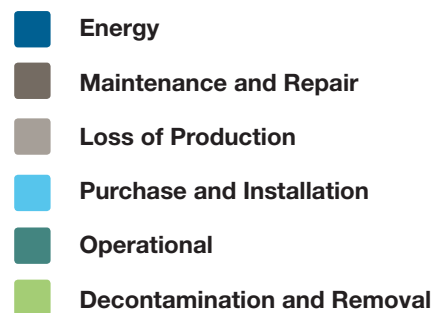 Energy
Maintenance and Repair
Loss of Production
Purchase and Installation
Operational
Decontamination and Removal